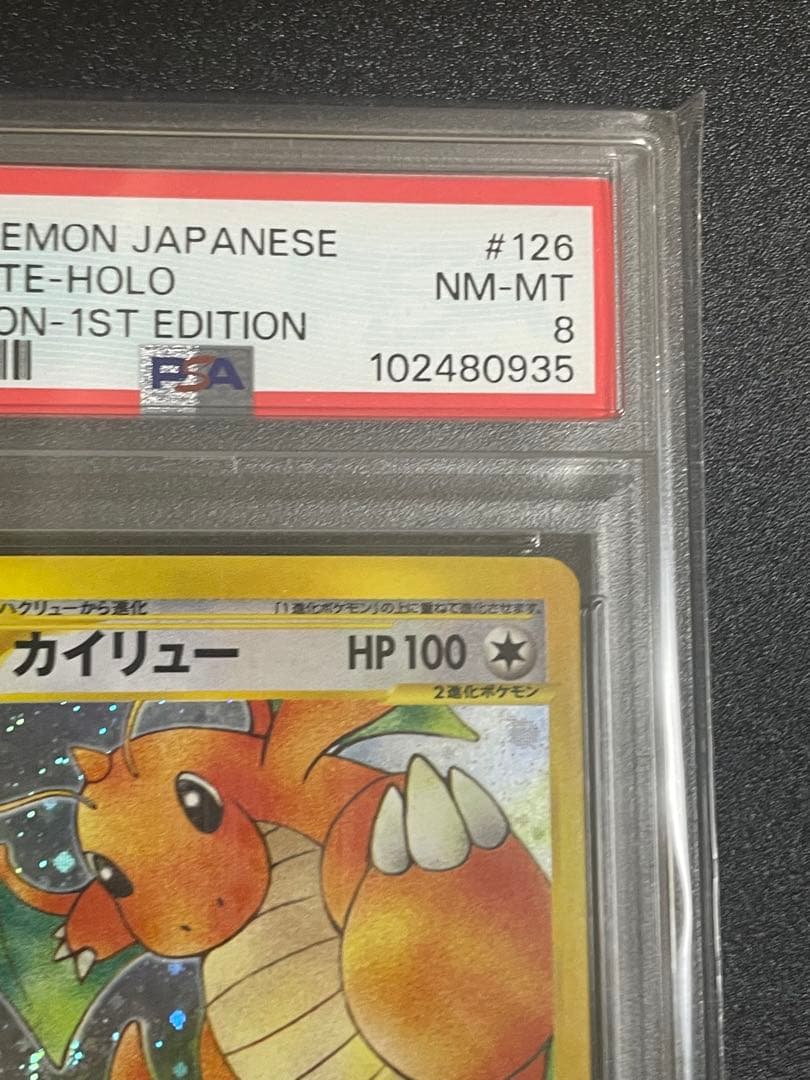 EMON JAPANESE #126
TE-HOLO NM-MT
ON-1ST EDITION 8
PSA 102480935
ハクリューから進化 「1進化ポケモン」の上に重ねて進化させます。
カイリュー HP 100
2進化ポケモン